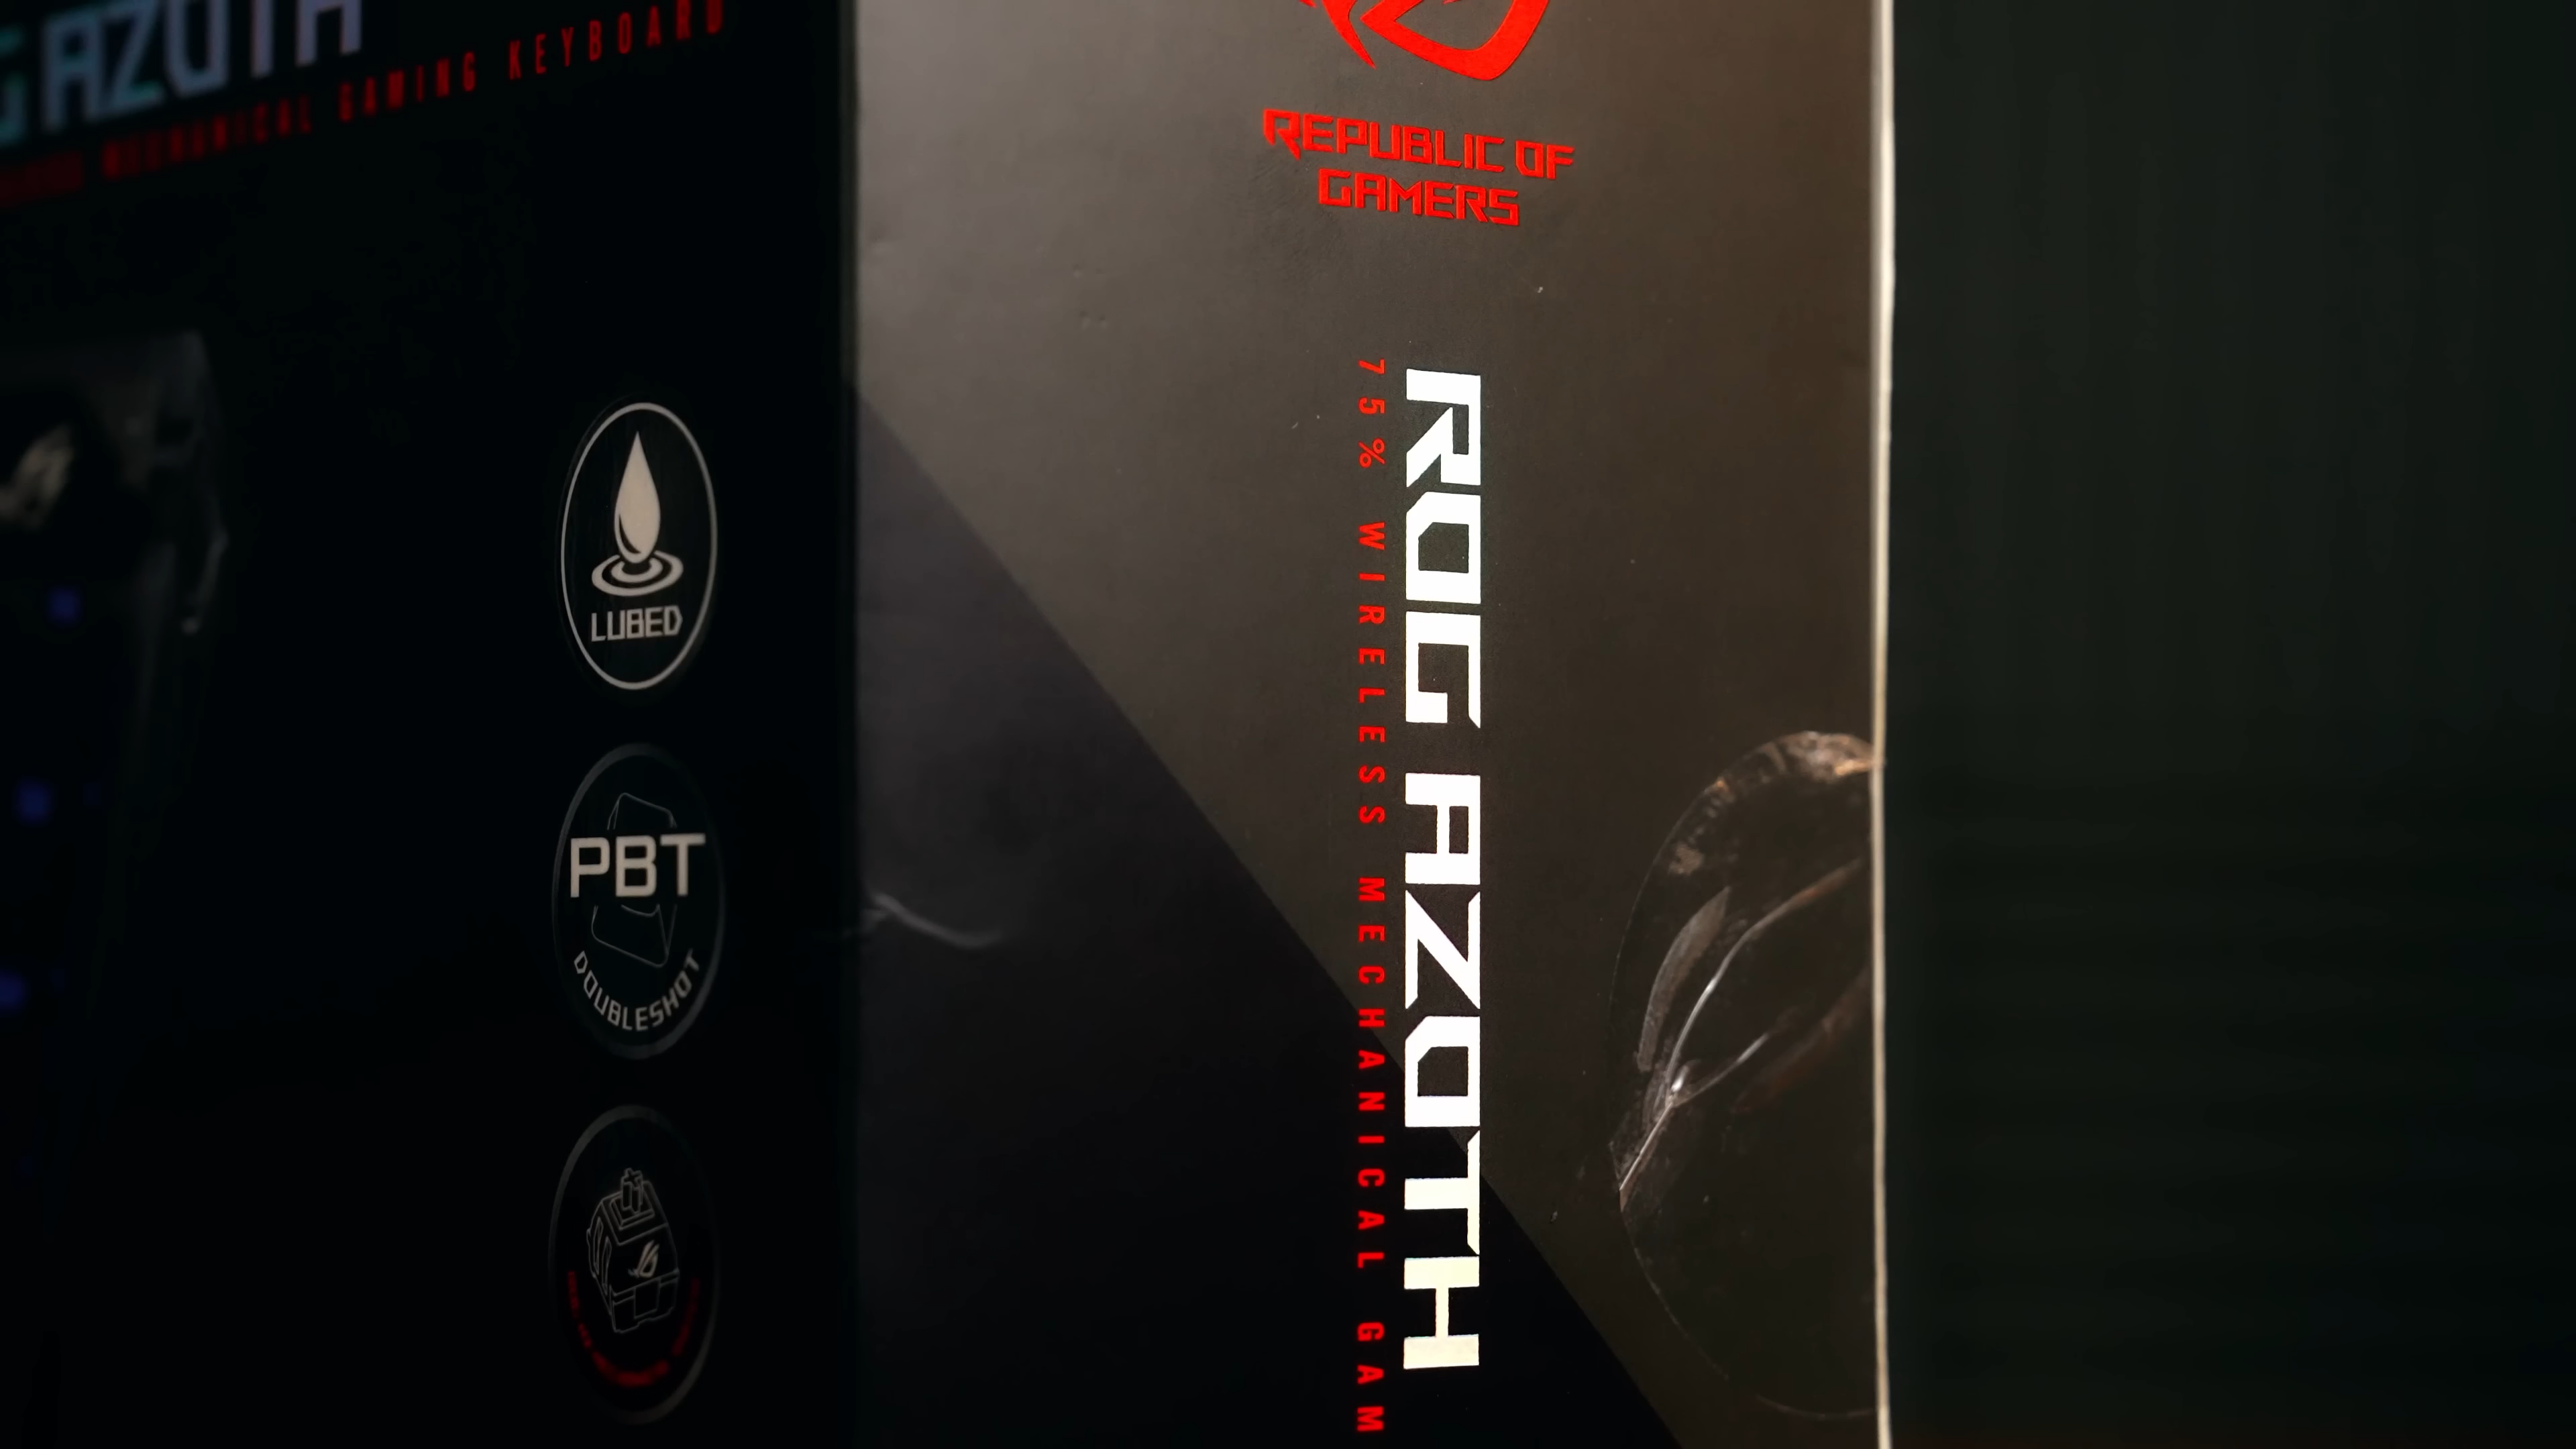 G AZOTH
MECHANICAL GAMING KEYBOARD
LUBED
PBT
DOUBLESHOT
REPUBLIC OF
GAMERS
ROG AZOTH
75% WIRELESS MECHANICAL GAM